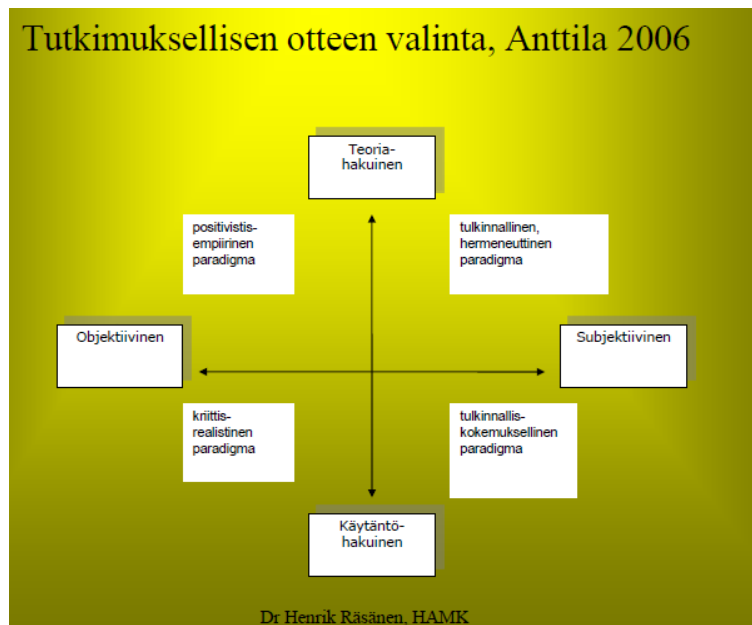 Tutkimuksellisen otteen valinta, Anttila 2006
Teoria-
hakuinen
positivistis-
empiirinen
paradigma
tulkinnallinen,
hermeneuttinen
paradigma
Objektiivinen
Subjektiivinen
kriittis-
realistinen
paradigma
tulkinnallis-
kokemuksellinen
paradigma
Käytäntö-
hakuinen
Dr Henrik Räsänen, HAMK